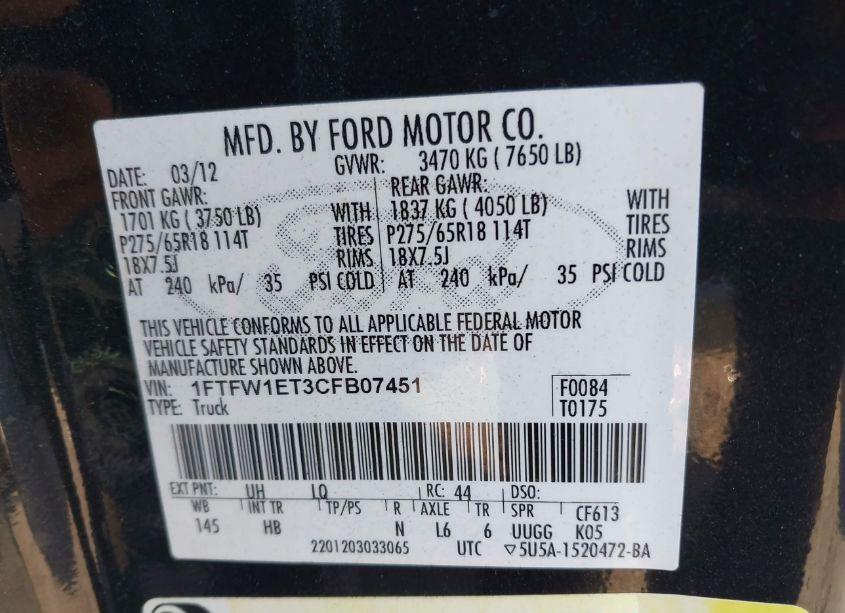 MFD. BY FORD MOTOR CO.
DATE: 03/12 GVWR: 3470 KG ( 7650 LB)
FRONT GAWR: REAR GAWR:
1701 KG ( 3750 LB) WITH 1837 KG ( 4050 LB) WITH
P275/65R18 114T TIRES P275/65R18 114T TIRES
18X7.5J RIMS 18X7.5J RIMS
AT 240 kPa/ 35 PSI COLD AT 240 kPa/ 35 PSI COLD
THIS VEHICLE CONFORMS TO ALL APPLICABLE FEDERAL MOTOR
VEHICLE SAFETY STANDARDS IN EFFECT ON THE DATE OF
MANUFACTURE SHOWN ABOVE.
VIN: 1FTFW1ET3CFB07451 F0084
TYPE: Truck T0175
EXT PNT: UH LQ RC: 44 DSO:
WB INT TR TP/PS R AXLE TR SPR CF613
145 HB N L6 6 UUGG K05
2201203033065 UTC ▽5U5A-1520472-BA